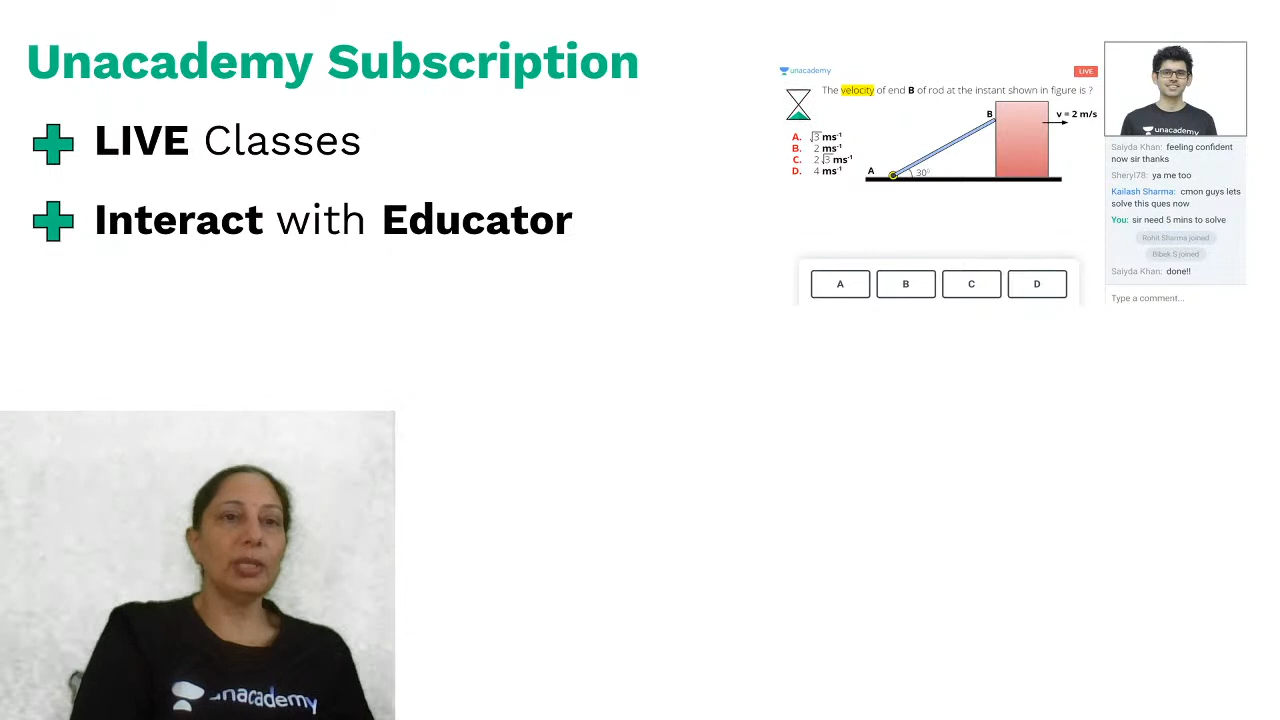 Unacademy Subscription
LIVE Classes
Interact with Educator
unacademy
LIVE
The velocity of end B of rod at the instant shown in figure is ?
A. √3 ms⁻¹
B. 2 ms⁻¹
C. 2√3 ms⁻¹
D. 4 ms⁻¹
B
v = 2 m/s
A
30⁰
A B C D
unacademy
Saiyda Khan: feeling confident
now sir thanks
Sheryl78: ya me too
Kailash Sharma: cmon guys lets
solve this ques now
You: sir need 5 mins to solve
Rohit Sharma joined
Bibek S joined
Saiyda Khan: done!!
Type a comment...
unacademy